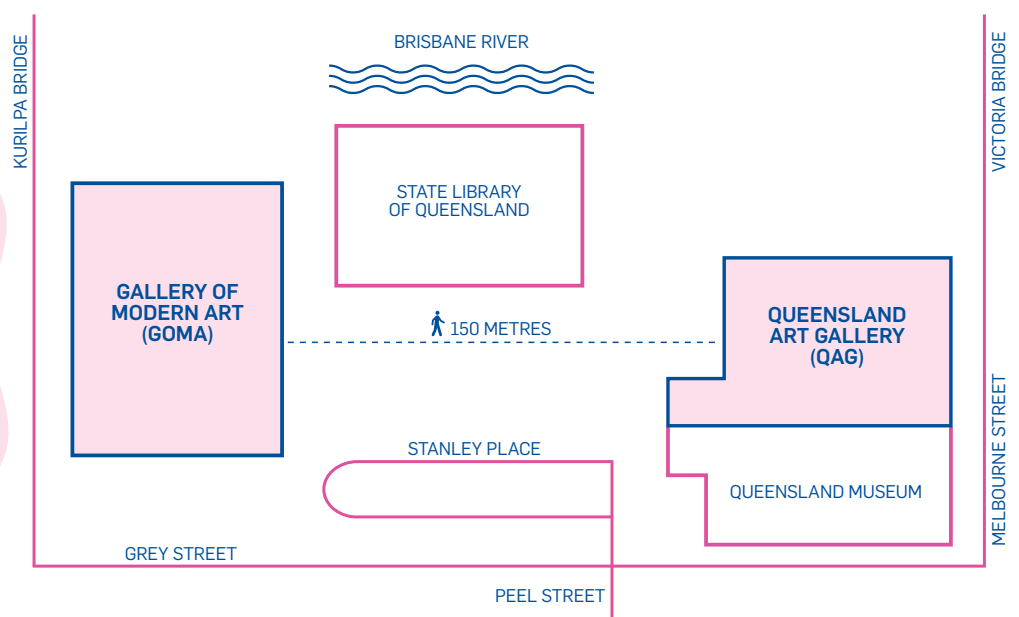 BRISBANE RIVER
KURILPA BRIDGE
VICTORIA BRIDGE
STATE LIBRARY
OF QUEENSLAND
GALLERY OF
MODERN ART
(GOMA)
150 METRES
QUEENSLAND
ART GALLERY
(QAG)
MELBOURNE STREET
STANLEY PLACE
QUEENSLAND MUSEUM
GREY STREET
PEEL STREET